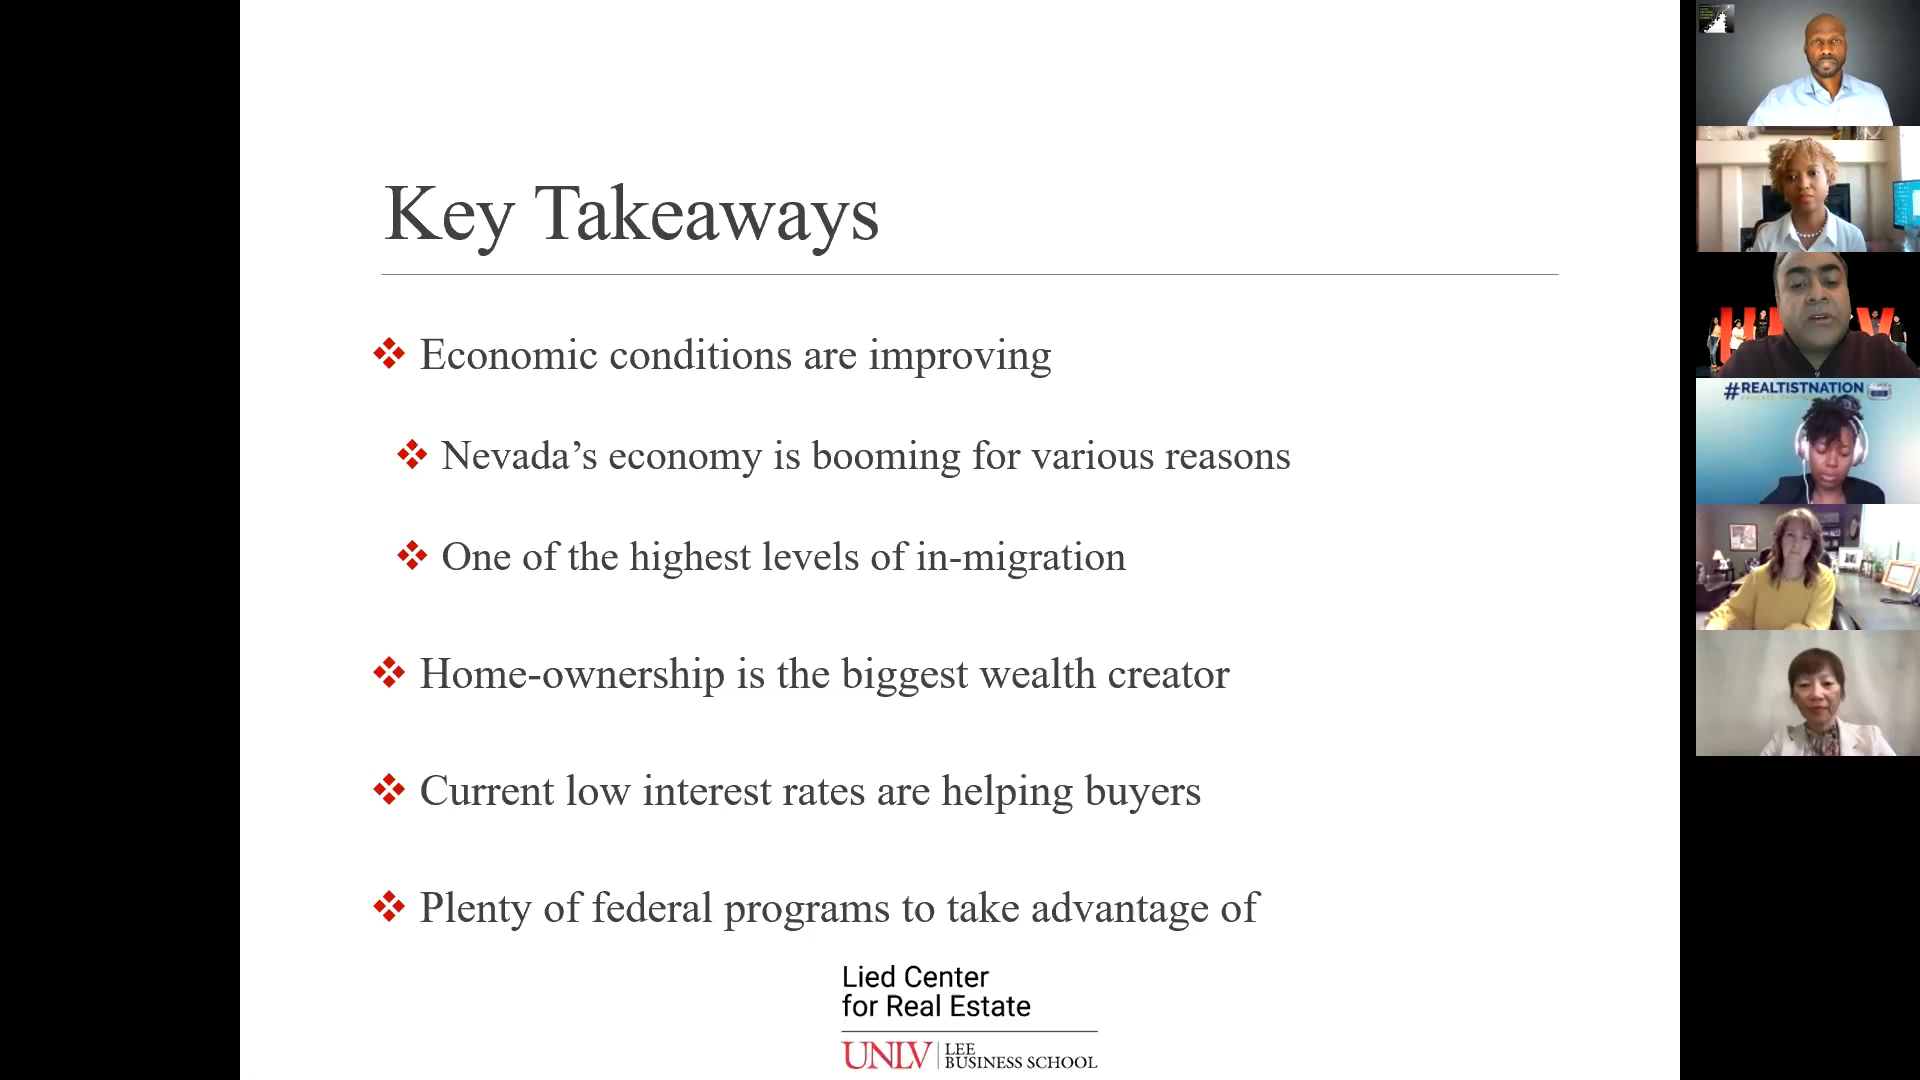 Key Takeaways
Economic conditions are improving
Nevada’s economy is booming for various reasons
One of the highest levels of in-migration
Home-ownership is the biggest wealth creator
Current low interest rates are helping buyers
Plenty of federal programs to take advantage of
Lied Center
for Real Estate
UNLV LEE
BUSINESS SCHOOL
#REALTISTNATION